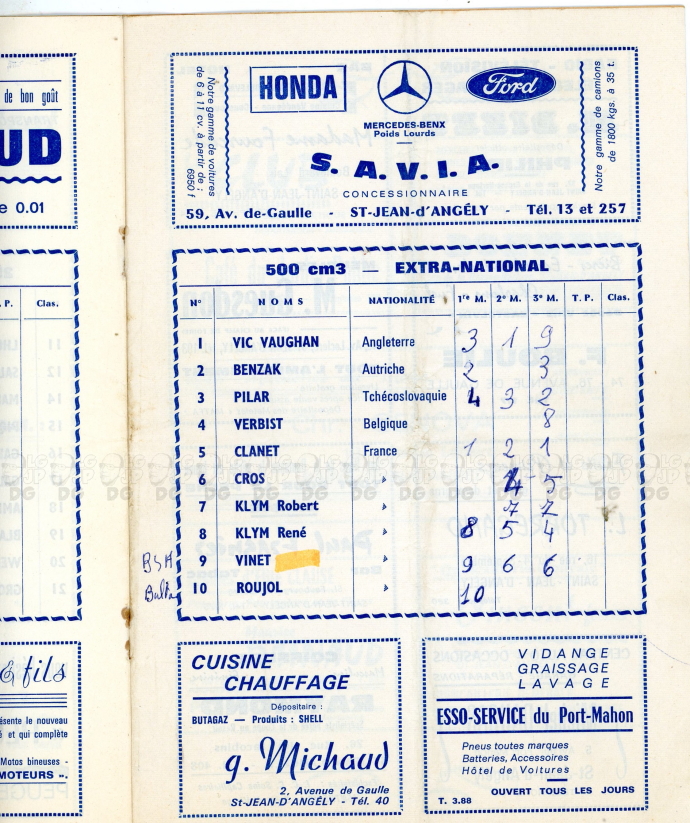 de bon goût
UD
e 0.01
P. Clas.
& fils
ésente le nouveau
é et qui complète
Motos bineuses -
MOTEURS ».
Notre gamme de voitures
de 6 à 11 cv. à partir de :
6950 f
HONDA
MERCEDES-BENX
Poids Lourds
Ford
Notre gamme de camions
de 1800 kgs. à 35 t.
S.A.V.I.A.
CONCESSIONNAIRE
59, Av. de-Gaulle - ST-JEAN-d'ANGÉLY - Tél. 13 et 257
500 cm3 — EXTRA-NATIONAL
N° NOMS NATIONALITÉ 1re M. 2e M. 3e M. T. P. Clas.
1 VIC VAUGHAN Angleterre 3 1 9
2 BENZAK Autriche 2 3
3 PILAR Tchécoslovaquie 4 3 2
4 VERBIST Belgique 8
5 CLANET France 1 2 1
6 CROS » 4 5
7 KLYM Robert » 7 7
8 KLYM René » 8 5 4
BSA 9 VINET » 9 6 6
10 ROUJOL » 10
CUISINE
CHAUFFAGE
Dépositaire :
BUTAGAZ — Produits : SHELL
g. Michaud
2, Avenue de Gaulle
St-JEAN-D'ANGÉLY - Tél. 40
VIDANGE
GRAISSAGE
LAVAGE
ESSO-SERVICE du Port-Mahon
Pneus toutes marques
Batteries, Accessoires
Hôtel de Voitures
OUVERT TOUS LES JOURS
T. 3.88